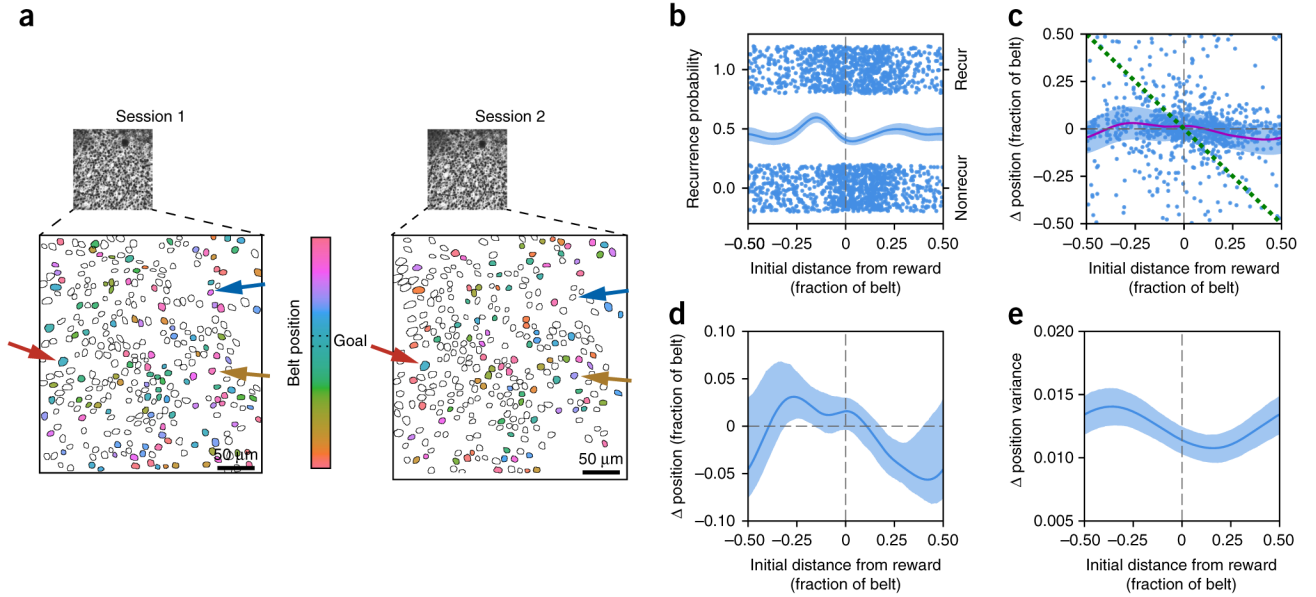 a
Session 1
Session 2
Belt position
Goal
50 μm
50 μm
b
Recurrence probability
1.0
0.5
0.0
Recur
Nonrecur
−0.50 −0.25 0 0.25 0.50
Initial distance from reward
(fraction of belt)
c
Δ position (fraction of belt)
0.50
0.25
0
−0.25
−0.50
−0.50 −0.25 0 0.25 0.50
Initial distance from reward
(fraction of belt)
d
Δ position (fraction of belt)
0.10
0.05
0
−0.05
−0.10
−0.50 −0.25 0 0.25 0.50
Initial distance from reward
(fraction of belt)
e
Δ position variance
0.020
0.015
0.010
0.005
−0.50 −0.25 0 0.25 0.50
Initial distance from reward
(fraction of belt)